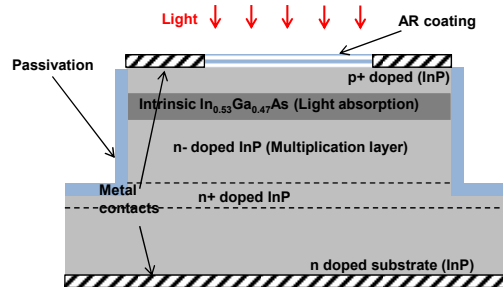 Light
AR coating
Passivation
p+ doped (InP)
Intrinsic In0.53Ga0.47As (Light absorption)
n- doped InP (Multiplication layer)
Metal
contacts
n+ doped InP
n doped substrate (InP)